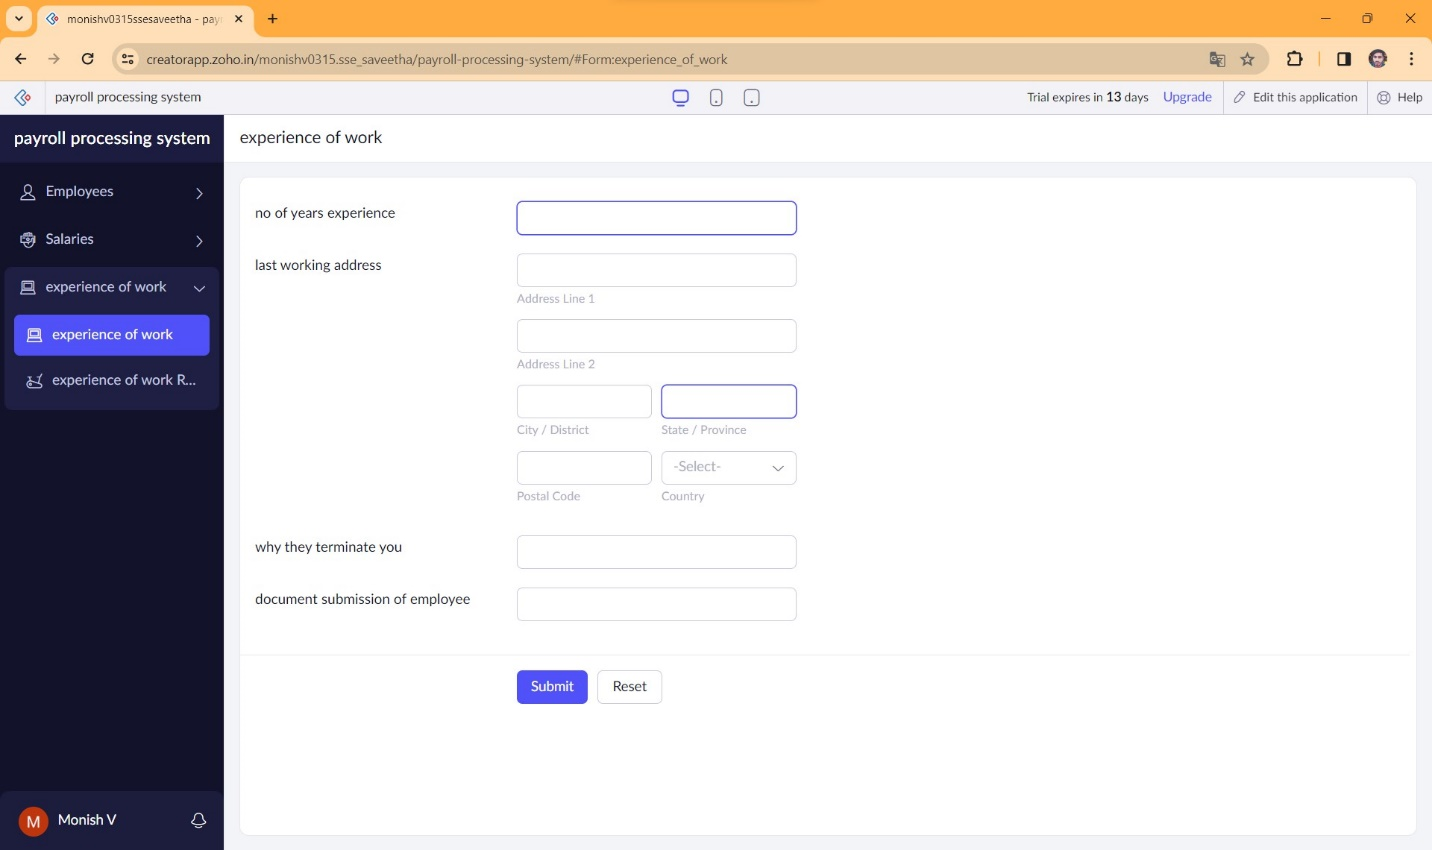 monishv0315ssesaveetha - pay
creatorapp.zoho.in/monishv0315.sse_saveetha/payroll-processing-system/#Form:experience_of_work
payroll processing system
Trial expires in 13 days
Upgrade
Edit this application
Help
payroll processing system
experience of work
Employees
Salaries
experience of work
experience of work
experience of work R...
no of years experience
last working address
Address Line 1
Address Line 2
City / District
State / Province
-Select-
Postal Code
Country
why they terminate you
document submission of employee
Submit
Reset
M
Monish V